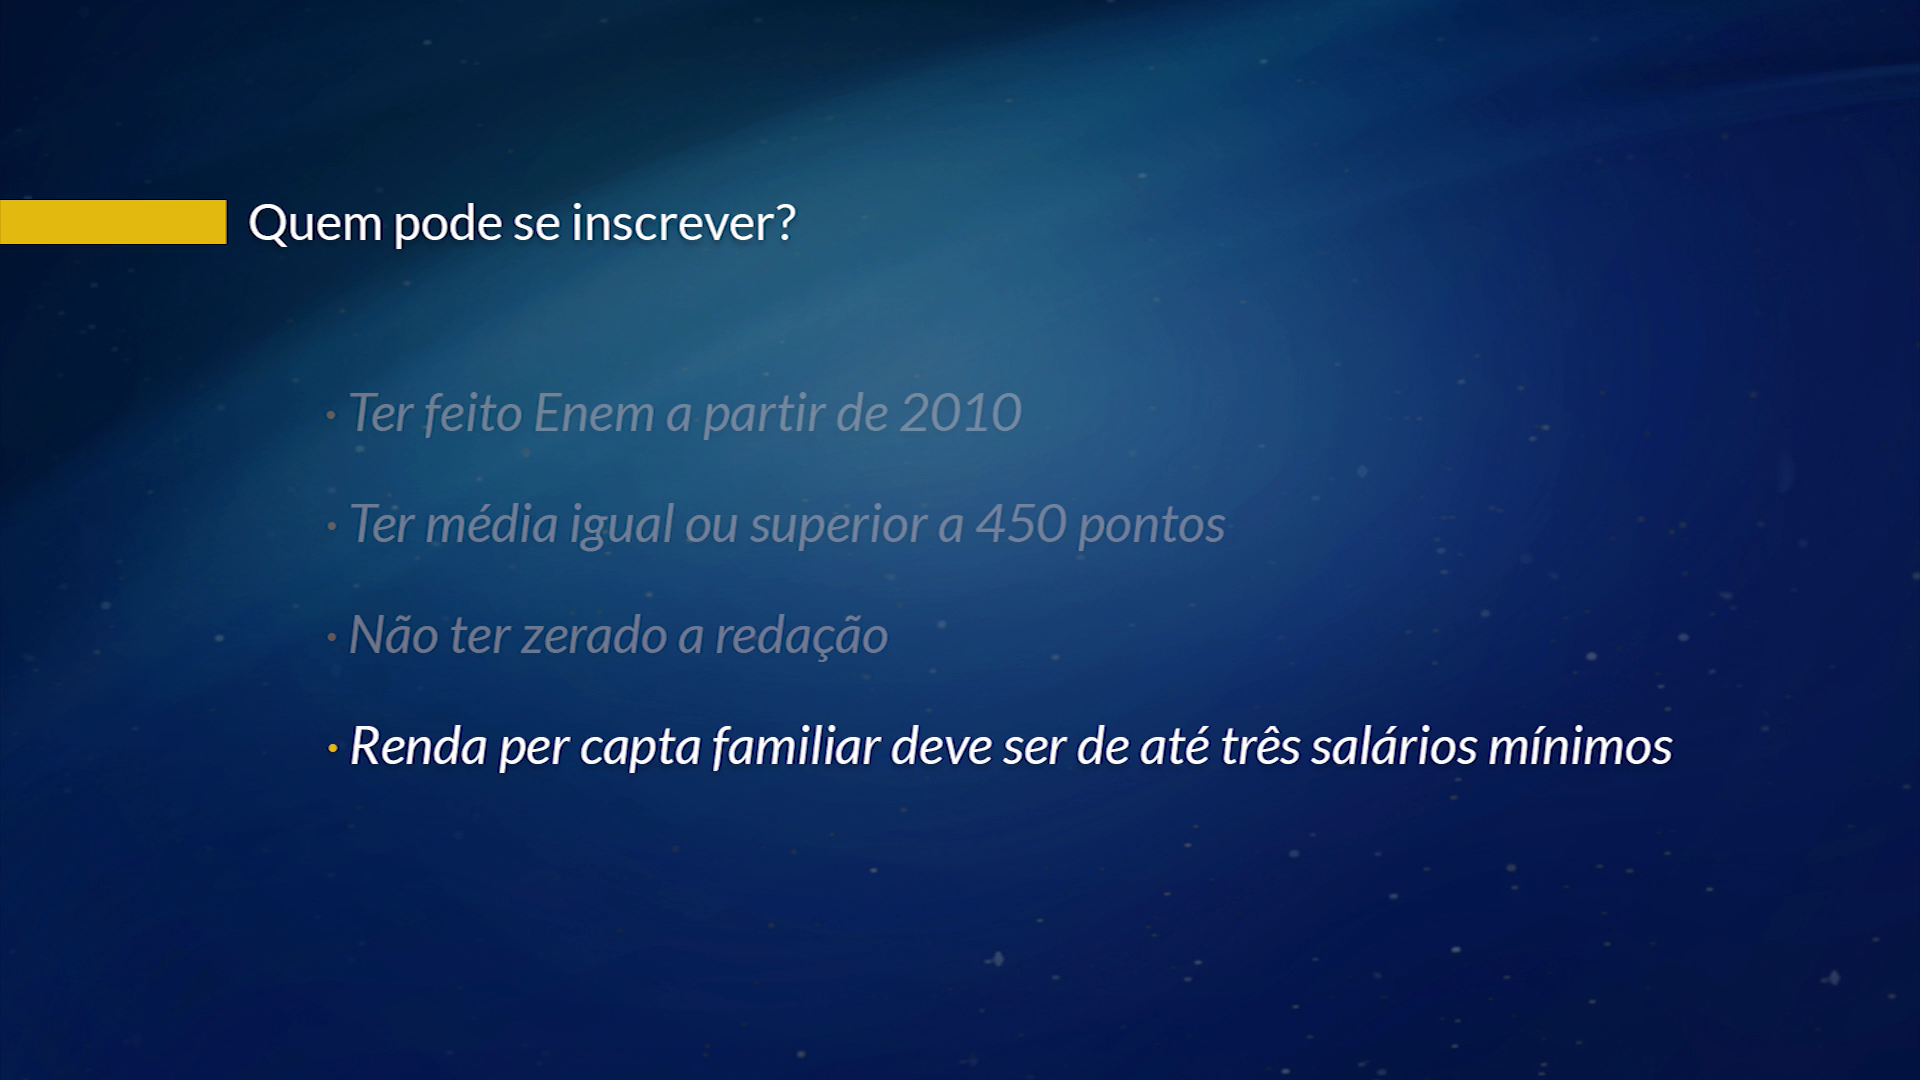 Quem pode se inscrever?
· Ter feito Enem a partir de 2010
· Ter média igual ou superior a 450 pontos
· Não ter zerado a redação
· Renda per capta familiar deve ser de até três salários mínimos